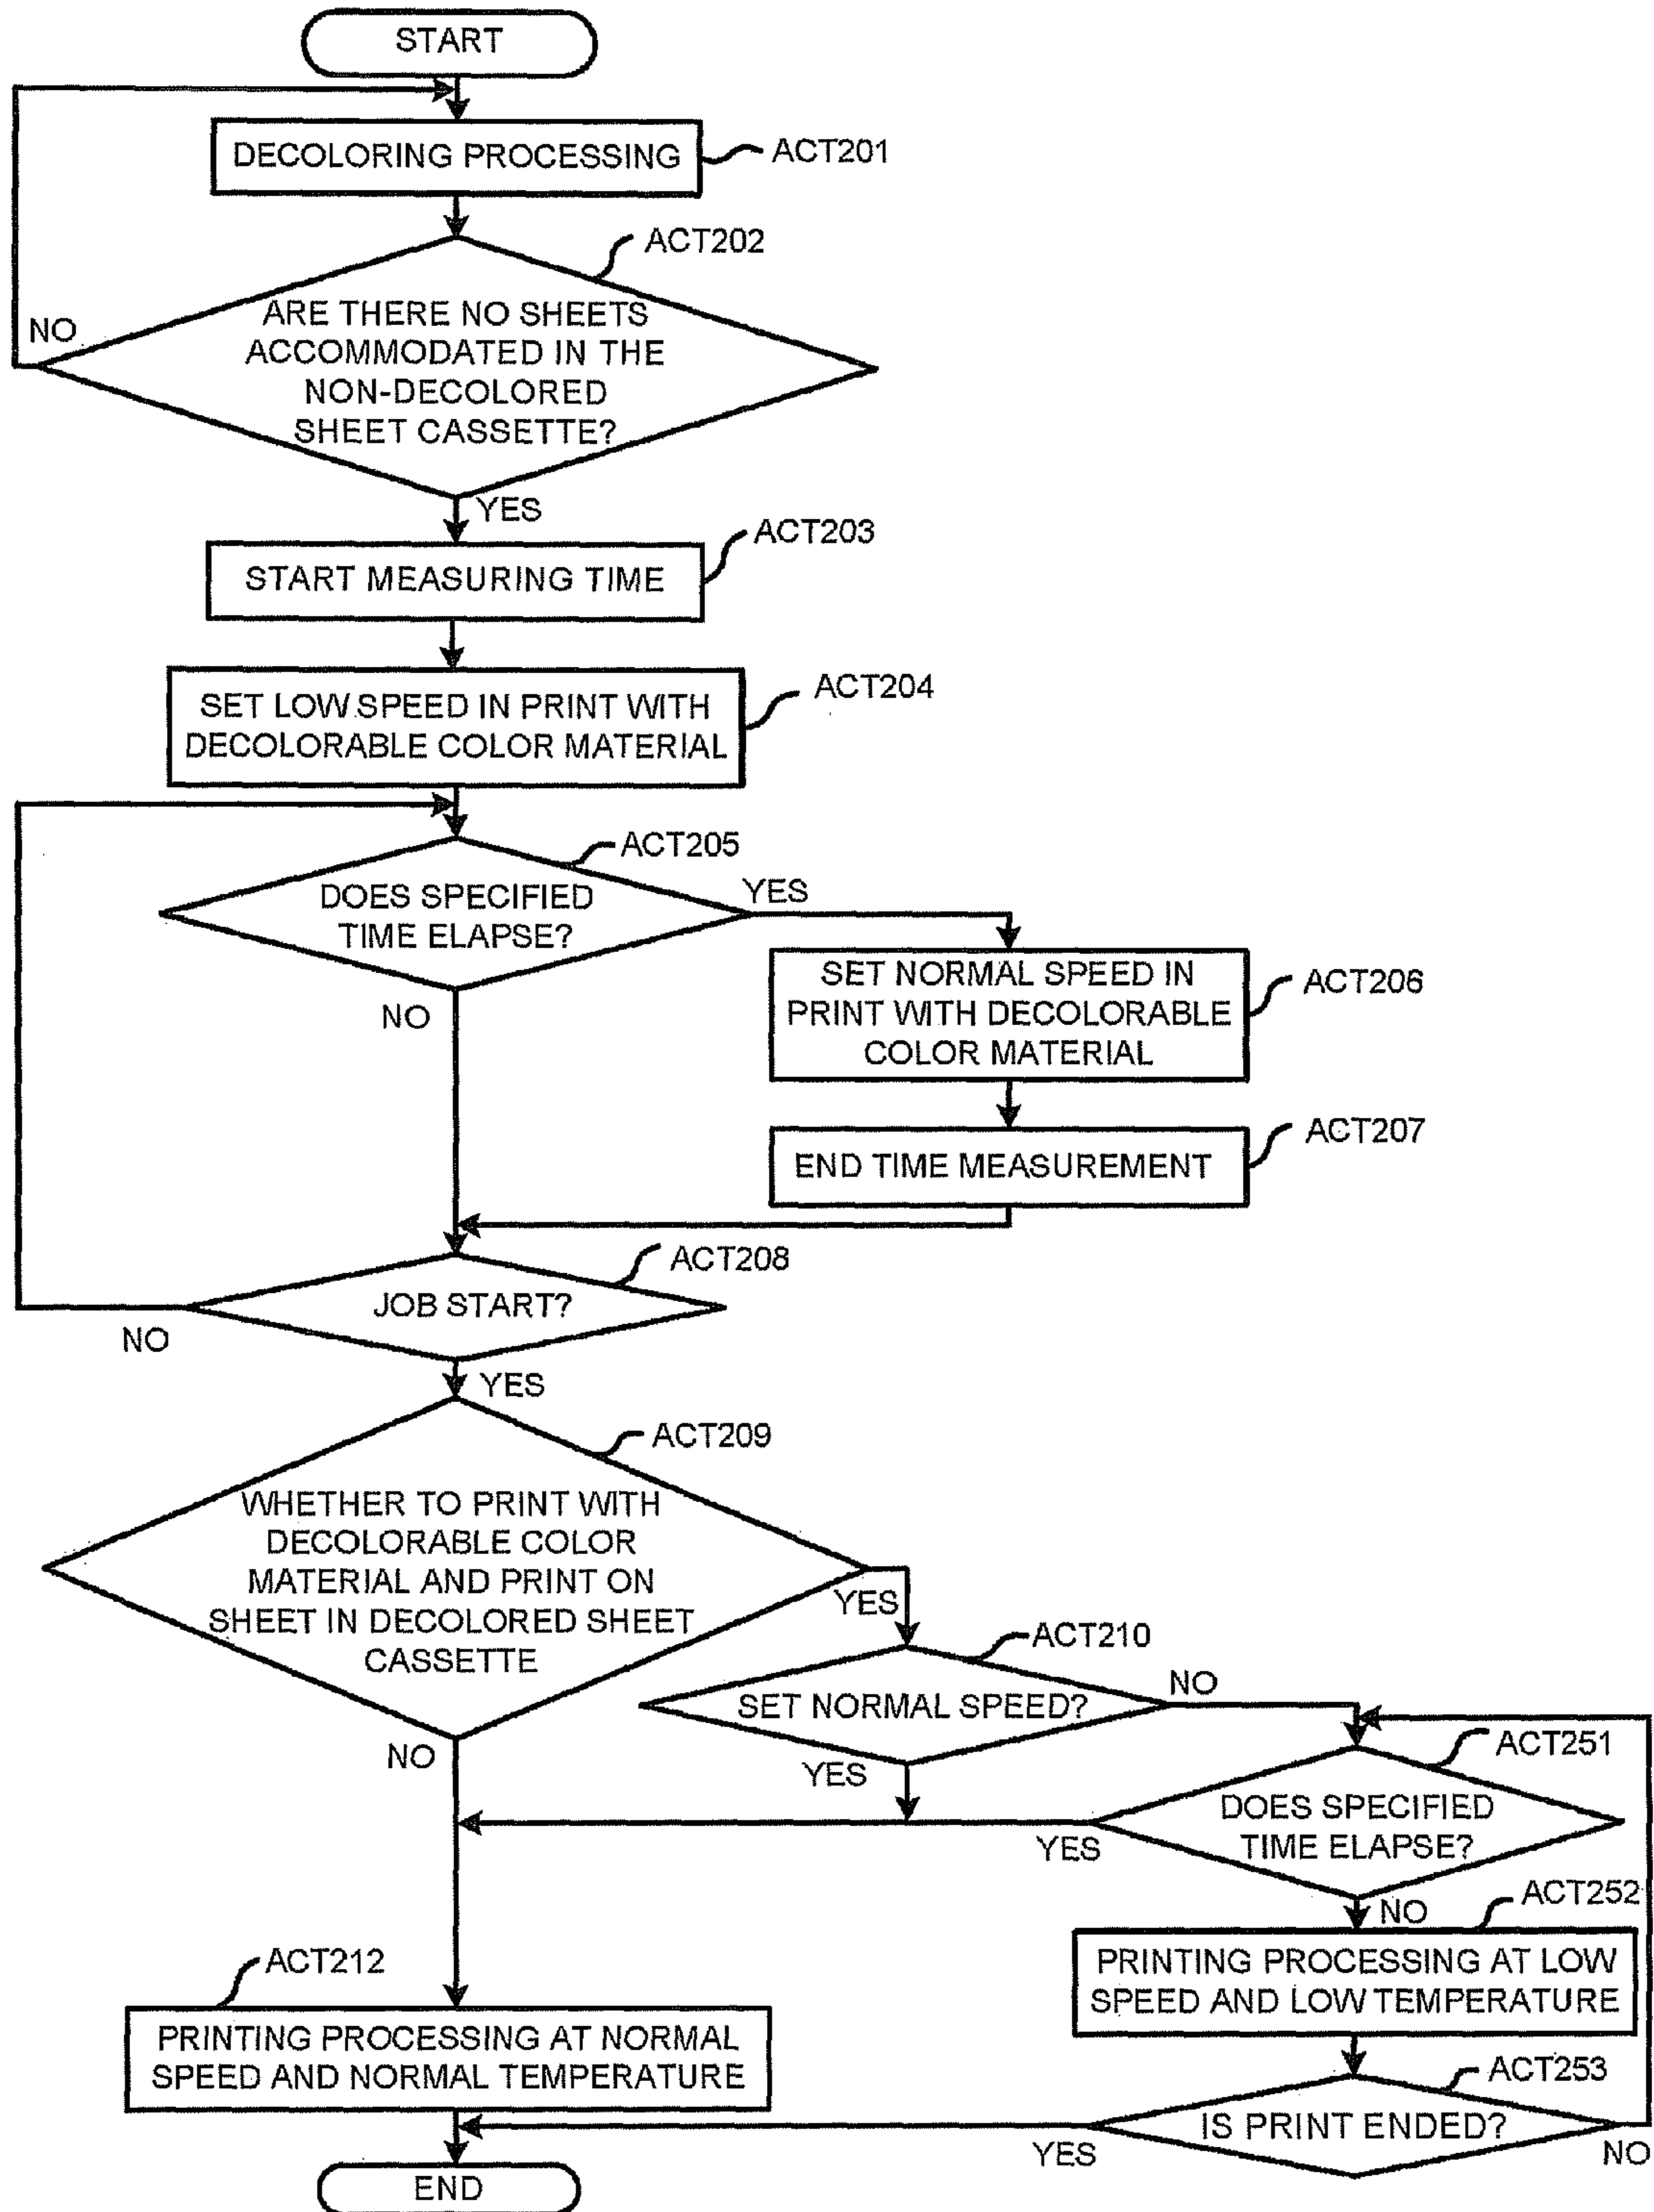 START
DECOLORING PROCESSING
ACT201
ACT202
ARE THERE NO SHEETS
ACCOMMODATED IN THE
NON-DECOLORED
SHEET CASSETTE?
NO
YES
ACT203
START MEASURING TIME
ACT204
SET LOW SPEED IN PRINT WITH
DECOLORABLE COLOR MATERIAL
ACT205
DOES SPECIFIED
TIME ELAPSE?
YES
NO
SET NORMAL SPEED IN
PRINT WITH DECOLORABLE
COLOR MATERIAL
ACT206
ACT207
END TIME MEASUREMENT
ACT208
JOB START?
NO
YES
ACT209
WHETHER TO PRINT WITH
DECOLORABLE COLOR
MATERIAL AND PRINT ON
SHEET IN DECOLORED SHEET
CASSETTE
YES
NO
ACT210
SET NORMAL SPEED?
NO
YES
ACT251
DOES SPECIFIED
TIME ELAPSE?
YES
NO
ACT252
PRINTING PROCESSING AT LOW
SPEED AND LOW TEMPERATURE
ACT212
PRINTING PROCESSING AT NORMAL
SPEED AND NORMAL TEMPERATURE
ACT253
IS PRINT ENDED?
YES
NO
END